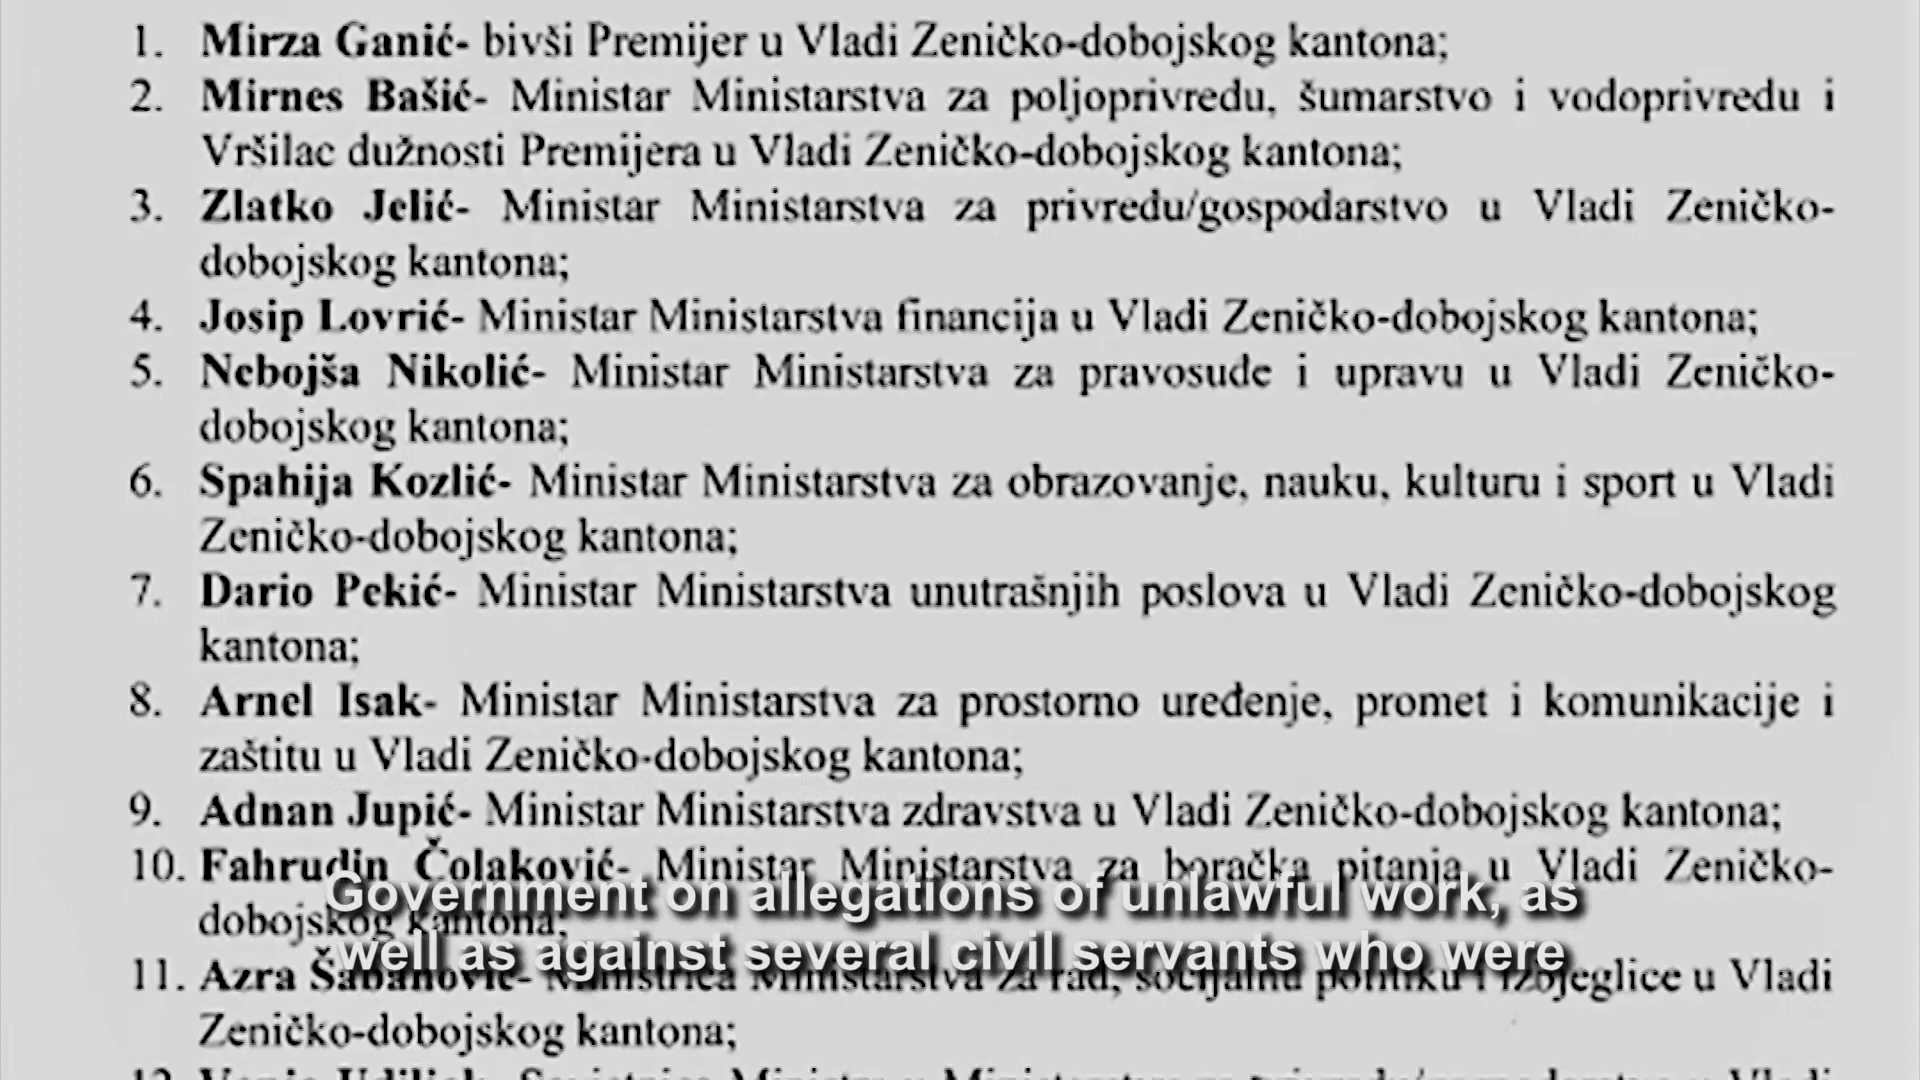 1. Mirza Ganić- bivši Premijer u Vladi Zeničko-dobojskog kantona;
2. Mirnes Bašić- Ministar Ministarstva za poljoprivredu, šumarstvo i vodoprivredu i
Vršilac dužnosti Premijera u Vladi Zeničko-dobojskog kantona;
3. Zlatko Jelić- Ministar Ministarstva za privredu/gospodarstvo u Vladi Zeničko-
dobojskog kantona;
4. Josip Lovrić- Ministar Ministarstva financija u Vladi Zeničko-dobojskog kantona;
5. Nebojša Nikolić- Ministar Ministarstva za pravosuđe i upravu u Vladi Zeničko-
dobojskog kantona;
6. Spahija Kozlić- Ministar Ministarstva za obrazovanje, nauku, kulturu i sport u Vladi
Zeničko-dobojskog kantona;
7. Dario Pekić- Ministar Ministarstva unutrašnjih poslova u Vladi Zeničko-dobojskog
kantona;
8. Arnel Isak- Ministar Ministarstva za prostorno uređenje, promet i komunikacije i
zaštitu u Vladi Zeničko-dobojskog kantona;
9. Adnan Jupić- Ministar Ministarstva zdravstva u Vladi Zeničko-dobojskog kantona;
10. Fahrudin Čolaković- Ministar Ministarstva za boračka pitanja u Vladi Zeničko-
dobojskog kantona;
Government on allegations of unlawful work, as
well as against several civil servants who were
11. Azra Šabanović- Ministrica Ministarstva za rad, socijalnu politiku i izbjeglice u Vladi
Zeničko-dobojskog kantona;